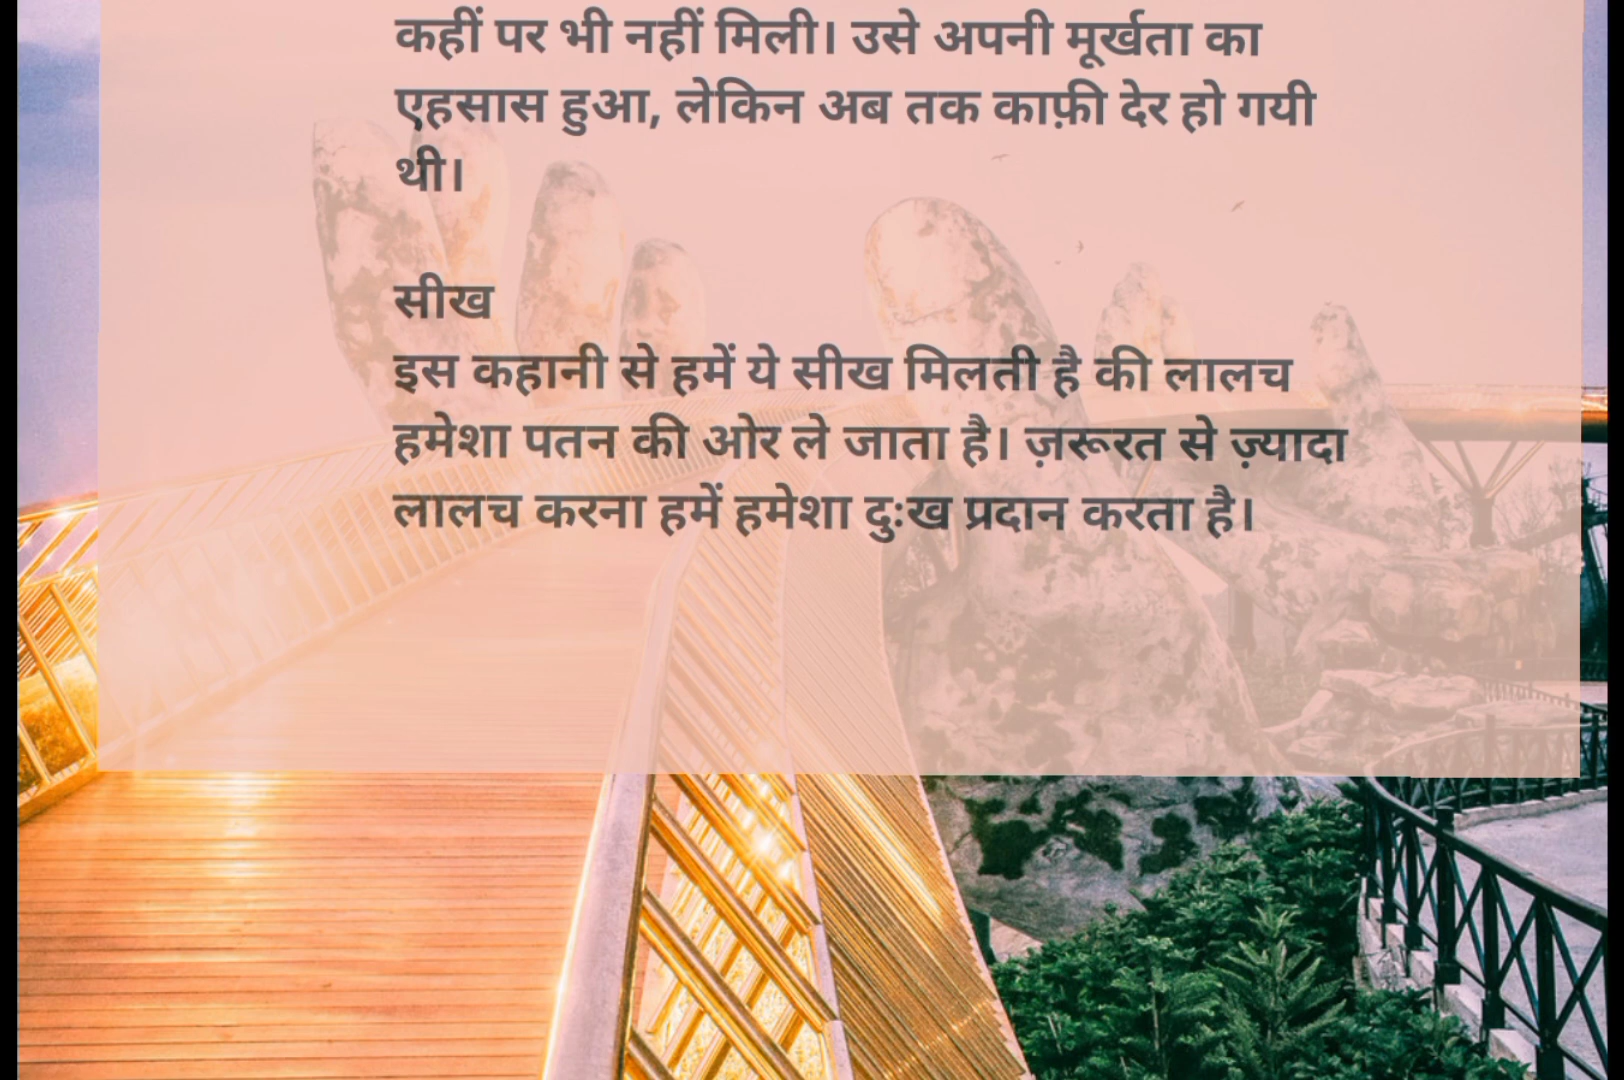 कहीं पर भी नहीं मिली। उसे अपनी मूर्खता का
एहसास हुआ, लेकिन अब तक काफ़ी देर हो गयी
थी।
सीख
इस कहानी से हमें ये सीख मिलती है की लालच
हमेशा पतन की ओर ले जाता है। ज़रूरत से ज़्यादा
लालच करना हमें हमेशा दुःख प्रदान करता है।